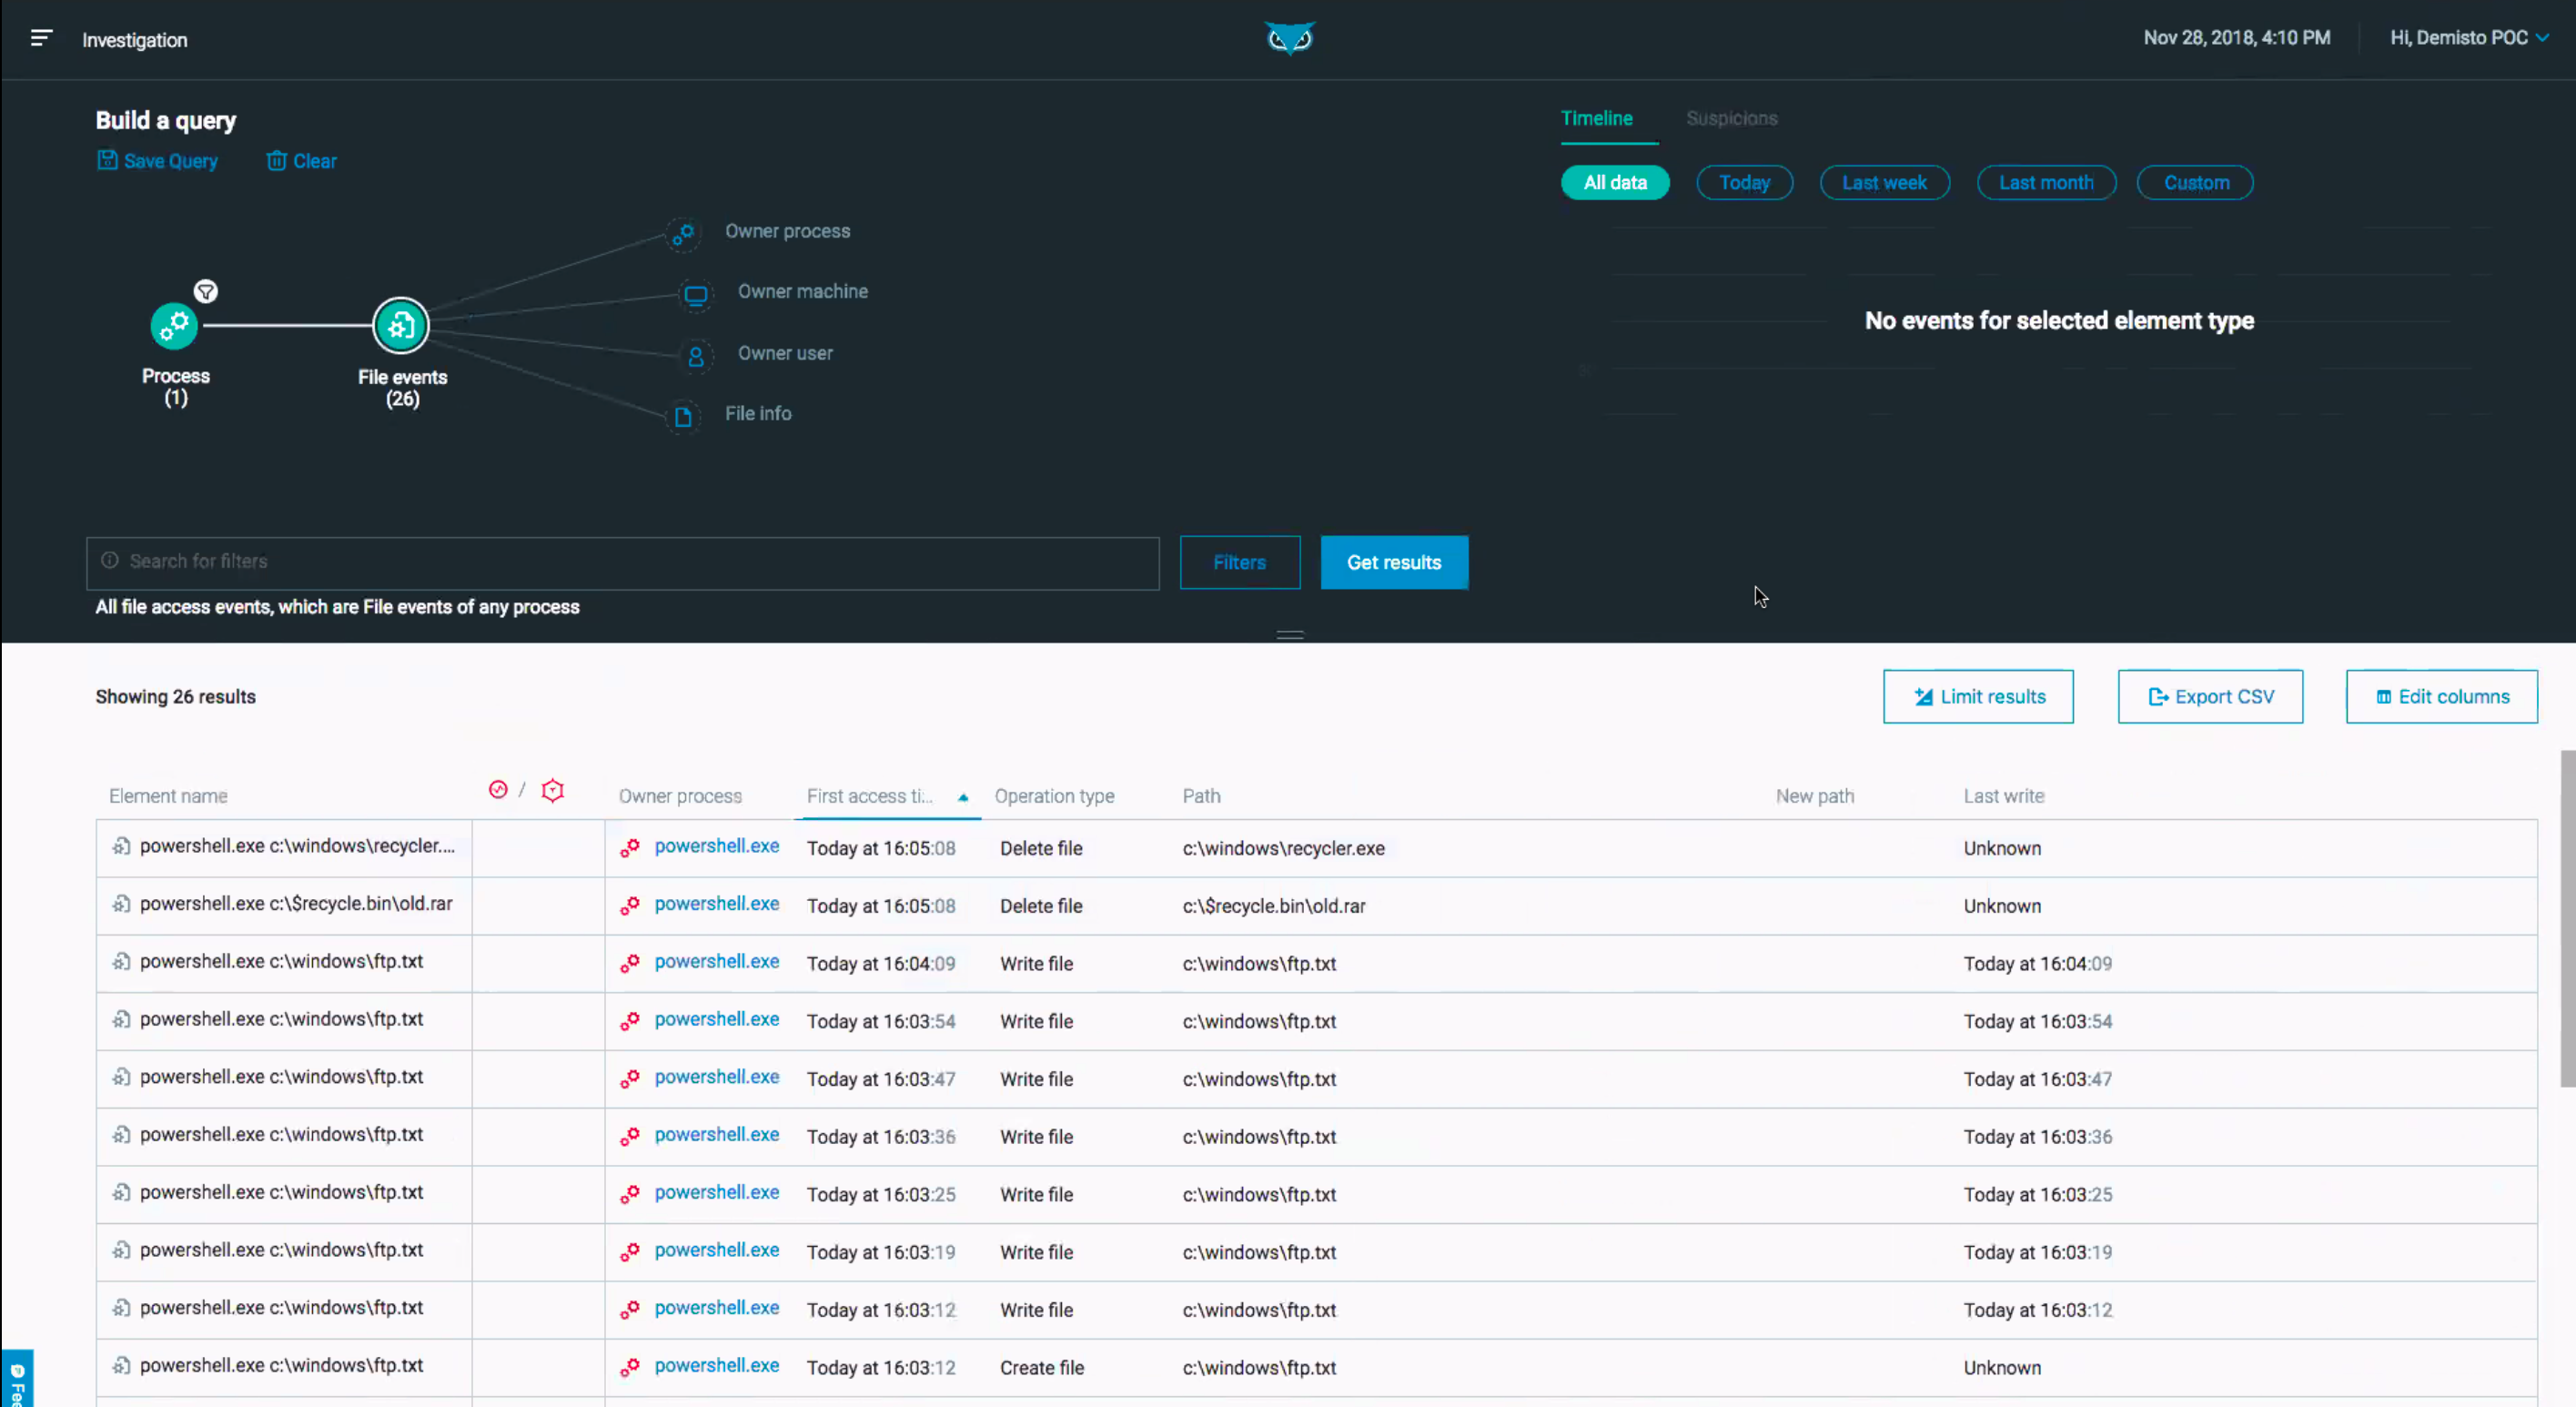 Investigation
Nov 28, 2018, 4:10 PM
Hi, Demisto POC
Build a query
Save Query
Clear
Timeline
Suspicions
All data
Today
Last week
Last month
Custom
Owner process
Owner machine
Owner user
File info
Process
(1)
File events
(26)
No events for selected element type
Search for filters
Filters
Get results
All file access events, which are File events of any process
Showing 26 results
Limit results
Export CSV
Edit columns
Element name / Owner process First access ti... Operation type Path New path Last write
powershell.exe c:\windows\recycler.... powershell.exe Today at 16:05:08 Delete file c:\windows\recycler.exe Unknown
powershell.exe c:\$recycle.bin\old.rar powershell.exe Today at 16:05:08 Delete file c:\$recycle.bin\old.rar Unknown
powershell.exe c:\windows\ftp.txt powershell.exe Today at 16:04:09 Write file c:\windows\ftp.txt Today at 16:04:09
powershell.exe c:\windows\ftp.txt powershell.exe Today at 16:03:54 Write file c:\windows\ftp.txt Today at 16:03:54
powershell.exe c:\windows\ftp.txt powershell.exe Today at 16:03:47 Write file c:\windows\ftp.txt Today at 16:03:47
powershell.exe c:\windows\ftp.txt powershell.exe Today at 16:03:36 Write file c:\windows\ftp.txt Today at 16:03:36
powershell.exe c:\windows\ftp.txt powershell.exe Today at 16:03:25 Write file c:\windows\ftp.txt Today at 16:03:25
powershell.exe c:\windows\ftp.txt powershell.exe Today at 16:03:19 Write file c:\windows\ftp.txt Today at 16:03:19
powershell.exe c:\windows\ftp.txt powershell.exe Today at 16:03:12 Write file c:\windows\ftp.txt Today at 16:03:12
powershell.exe c:\windows\ftp.txt powershell.exe Today at 16:03:12 Create file c:\windows\ftp.txt Unknown